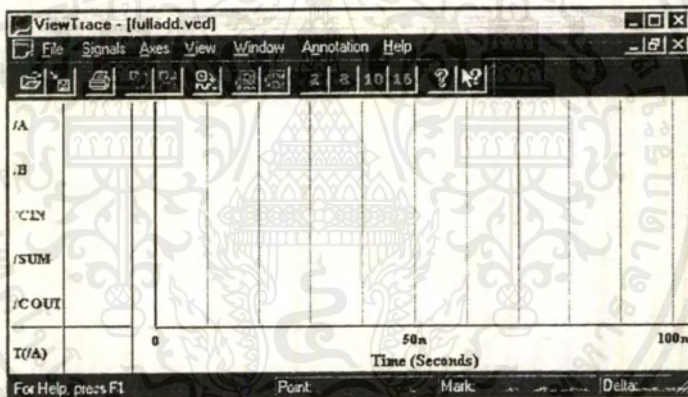 ViewTrace - [fulladd.vcd]
File Signals Axes View Window Annotation Help
2 8 10 16 ? ?
/A
/B
/CIN
/SUM
/COUT
T(/A)
0 50n 100n
Time (Seconds)
For Help, press F1 Point: Mark: Delta: